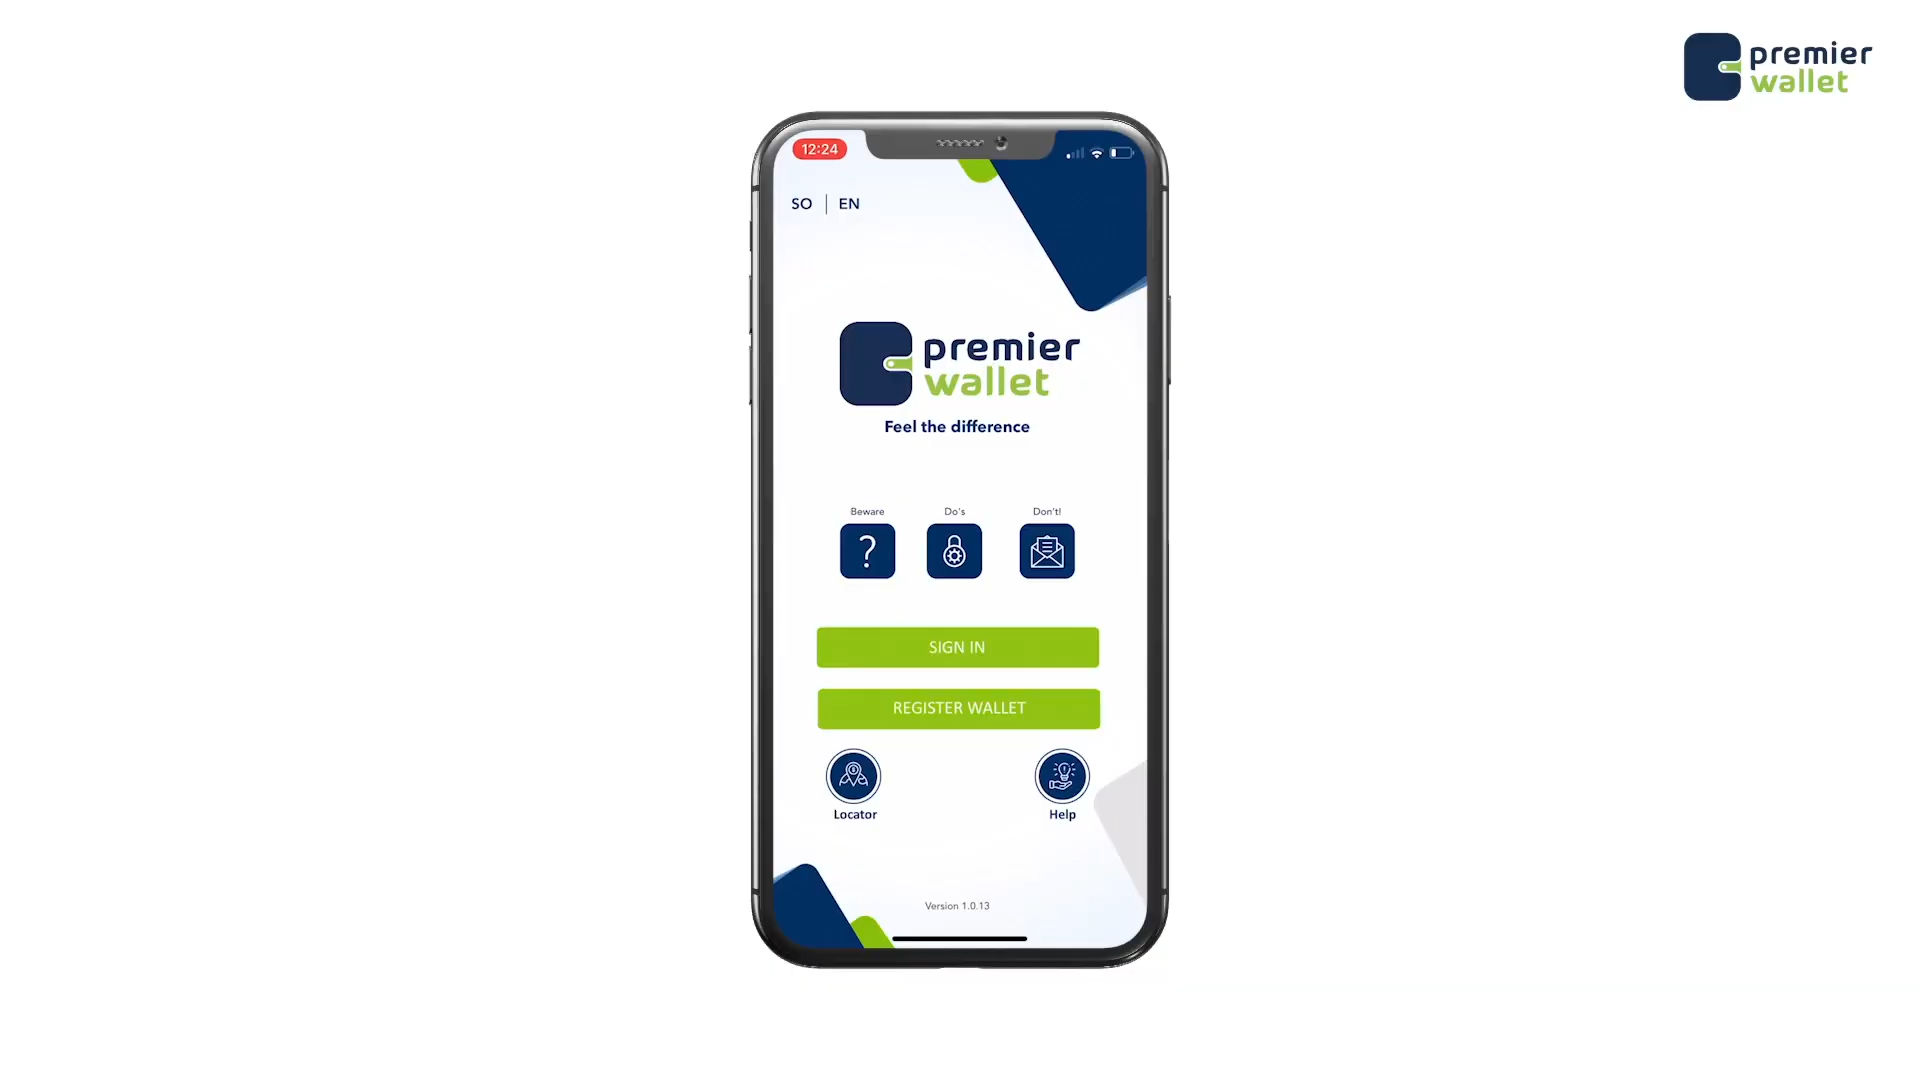 premier
wallet
12:24
SO | EN
premier
wallet
Feel the difference
Beware
Do's
Don't!
SIGN IN
REGISTER WALLET
Locator
Help
Version 1.0.13